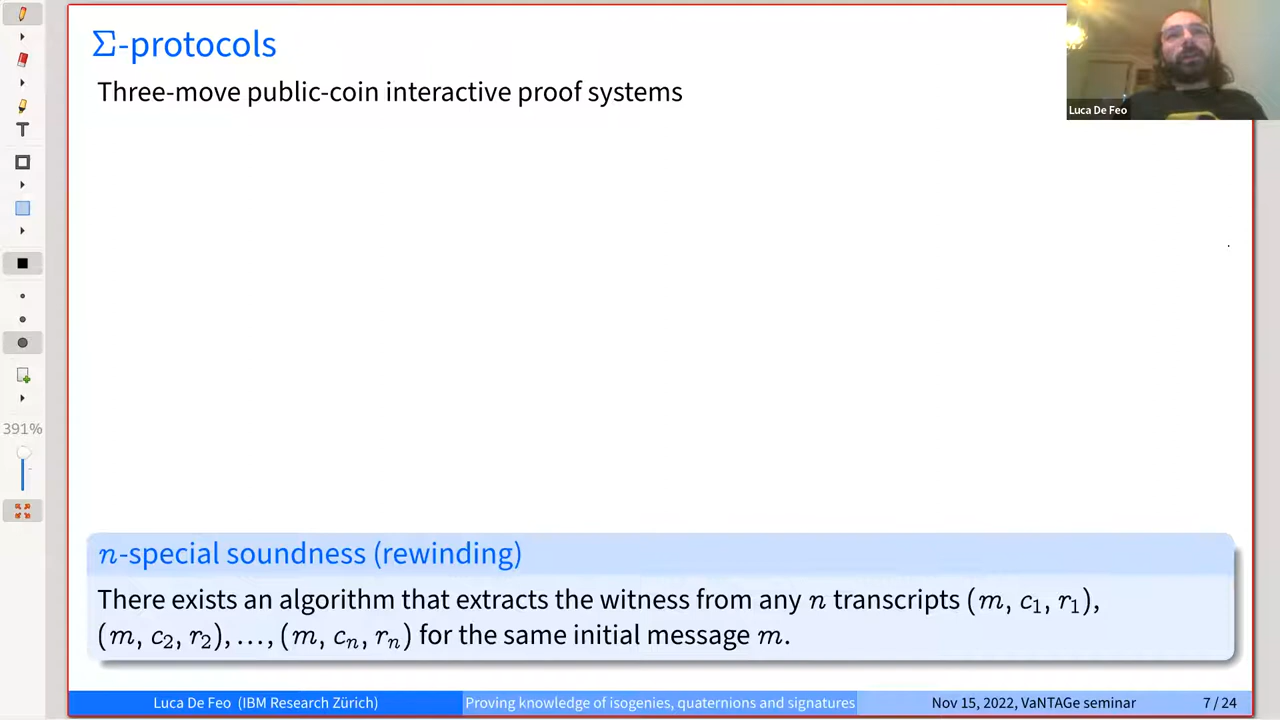 Σ-protocols
Three-move public-coin interactive proof systems
Luca De Feo
391%
n-special soundness (rewinding)
There exists an algorithm that extracts the witness from any n transcripts (m, c₁, r₁),
(m, c₂, r₂), …, (m, cₙ, rₙ) for the same initial message m.
Luca De Feo (IBM Research Zürich) Proving knowledge of isogenies, quaternions and signatures Nov 15, 2022, VaNTAGe seminar 7 / 24